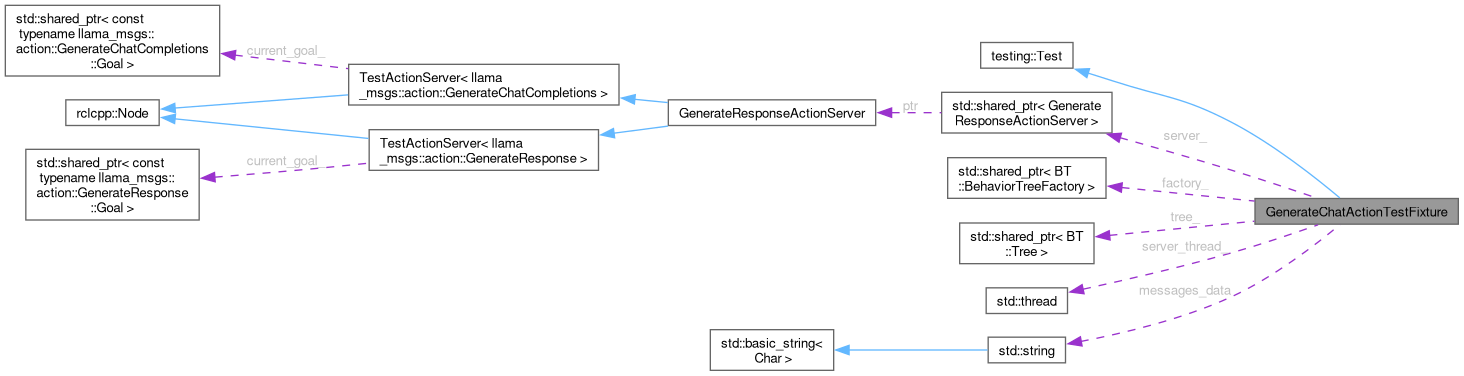 std::shared_ptr< const
typename llama_msgs::
action::GenerateChatCompletions
::Goal >
current_goal_
TestActionServer< llama
_msgs::action::GenerateChatCompletions >
rclcpp::Node
TestActionServer< llama
_msgs::action::GenerateResponse >
std::shared_ptr< const
typename llama_msgs::
action::GenerateResponse
::Goal >
current_goal_
GenerateResponseActionServer
ptr
std::shared_ptr< Generate
ResponseActionServer >
testing::Test
server_
std::shared_ptr< BT
::BehaviorTreeFactory >
factory_
std::shared_ptr< BT
::Tree >
tree_
server_thread
std::thread
messages_data
std::string
std::basic_string<
Char >
GenerateChatActionTestFixture